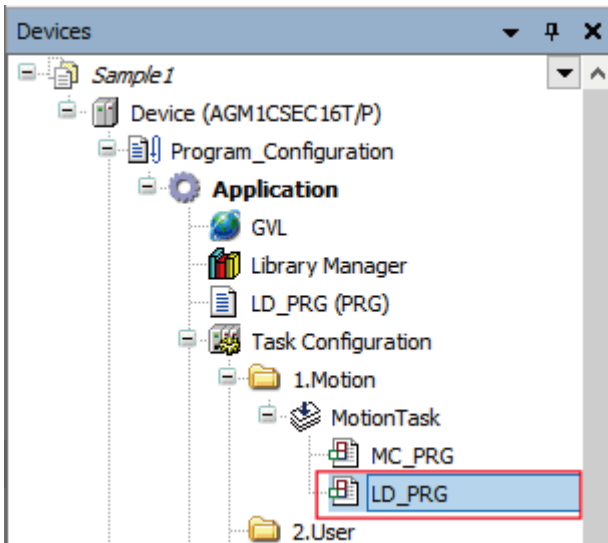 Devices
Sample1
Device (AGM1CSEC16T/P)
Program_Configuration
Application
GVL
Library Manager
LD_PRG (PRG)
Task Configuration
1.Motion
MotionTask
MC_PRG
LD_PRG
2.User